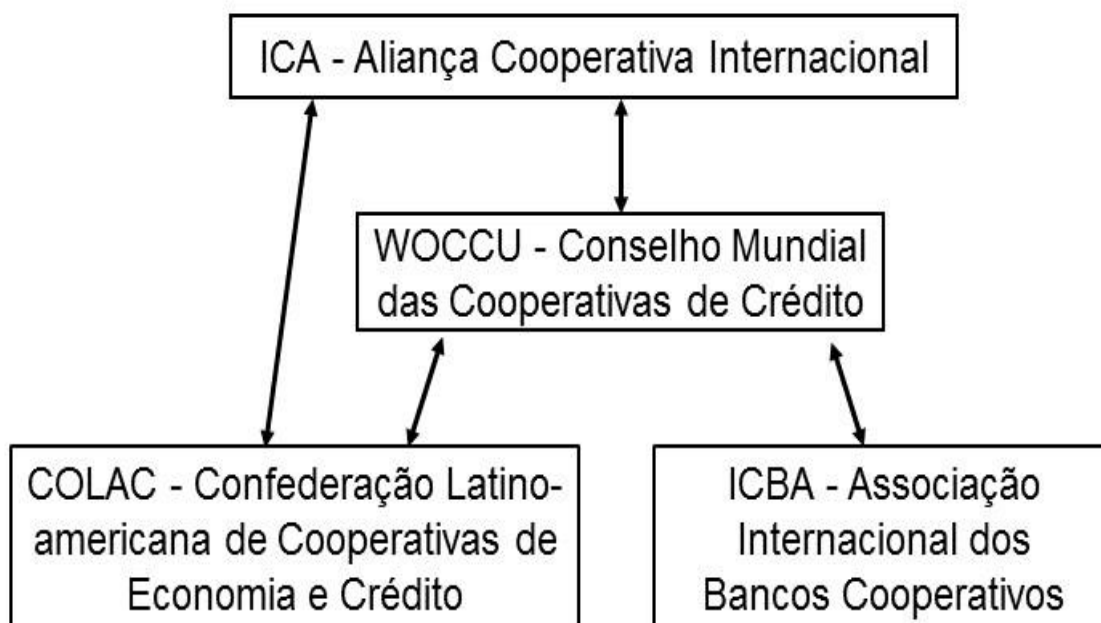 ICA - Aliança Cooperativa Internacional
WOCCU - Conselho Mundial
das Cooperativas de Crédito
COLAC - Confederação Latino-
americana de Cooperativas de
Economia e Crédito
ICBA - Associação
Internacional dos
Bancos Cooperativos